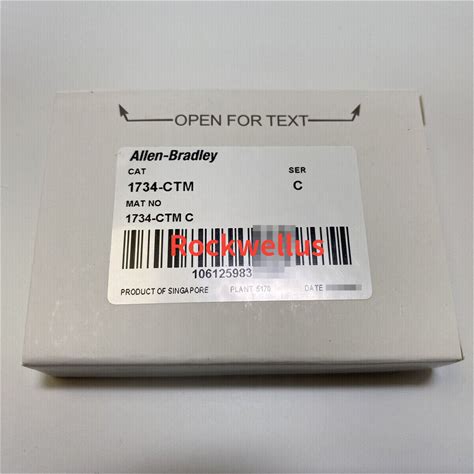 OPEN FOR TEXT
Allen-Bradley
CAT SER
1734-CTM C
MAT NO
1734-CTM C
Rockwellus
106125983
PRODUCT OF SINGAPORE PLANT 5170 DATE